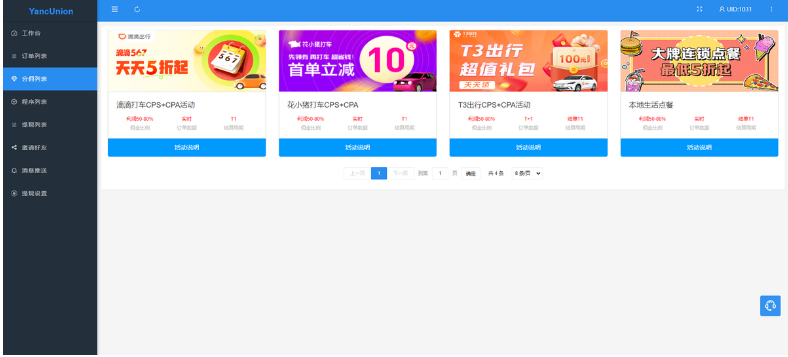 YancUnion
UID:1011
工作台
订单列表
分佣列表
程序列表
提现列表
邀请好友
消息推送
提现设置
滴滴出行
滴滴567
天天5折起
567
花小猪打车
先领券 再打车 超省钱!
首单立减
10
T3出行
T3出行
超值礼包
天天领
100元
大牌连锁点餐
最低5折起
滴滴打车CPS+CPA活动
利润50-80% 实时 T1
佣金比例 订单数据 结算周期
活动说明
花小猪打车CPS+CPA
利润50-80% 实时 T1
佣金比例 订单数据 结算周期
活动说明
T3出行CPS+CPA活动
利润50-80% T+1 结算T1
佣金比例 订单数据 结算周期
活动说明
本地生活点餐
利润50-80% 实时 结算T1
佣金比例 订单数据 结算周期
活动说明
上一页 1 下一页 到第 1 页 确定 共 4 条 8 条/页